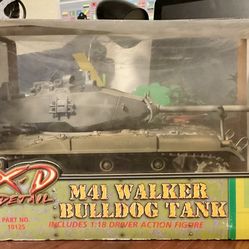 XD
DETAIL
PART NO.
10125
M41 WALKER
BULLDOG TANK
INCLUDES 1:18 DRIVER ACTION FIGURE